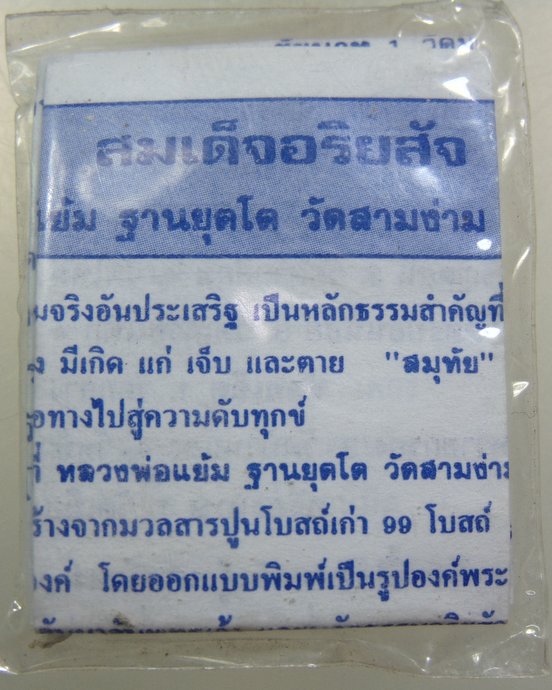 สมเด็จอริยสัจ
แย้ม ฐานยุตโต วัดสามง่าม
มจริงอันประเสริฐ เป็นหลักธรรมสำคัญที่
ง มีเกิด แก่ เจ็บ และตาย "สมุทัย"
อทางไปสู่ความดับทุกข์
ที่ หลวงพ่อแย้ม ฐานยุตโต วัดสามง่าม
ร้างจากมวลสารปูนโบสถ์เก่า 99 โบสถ์
องค์ โดยออกแบบพิมพ์เป็นรูปองค์พระ